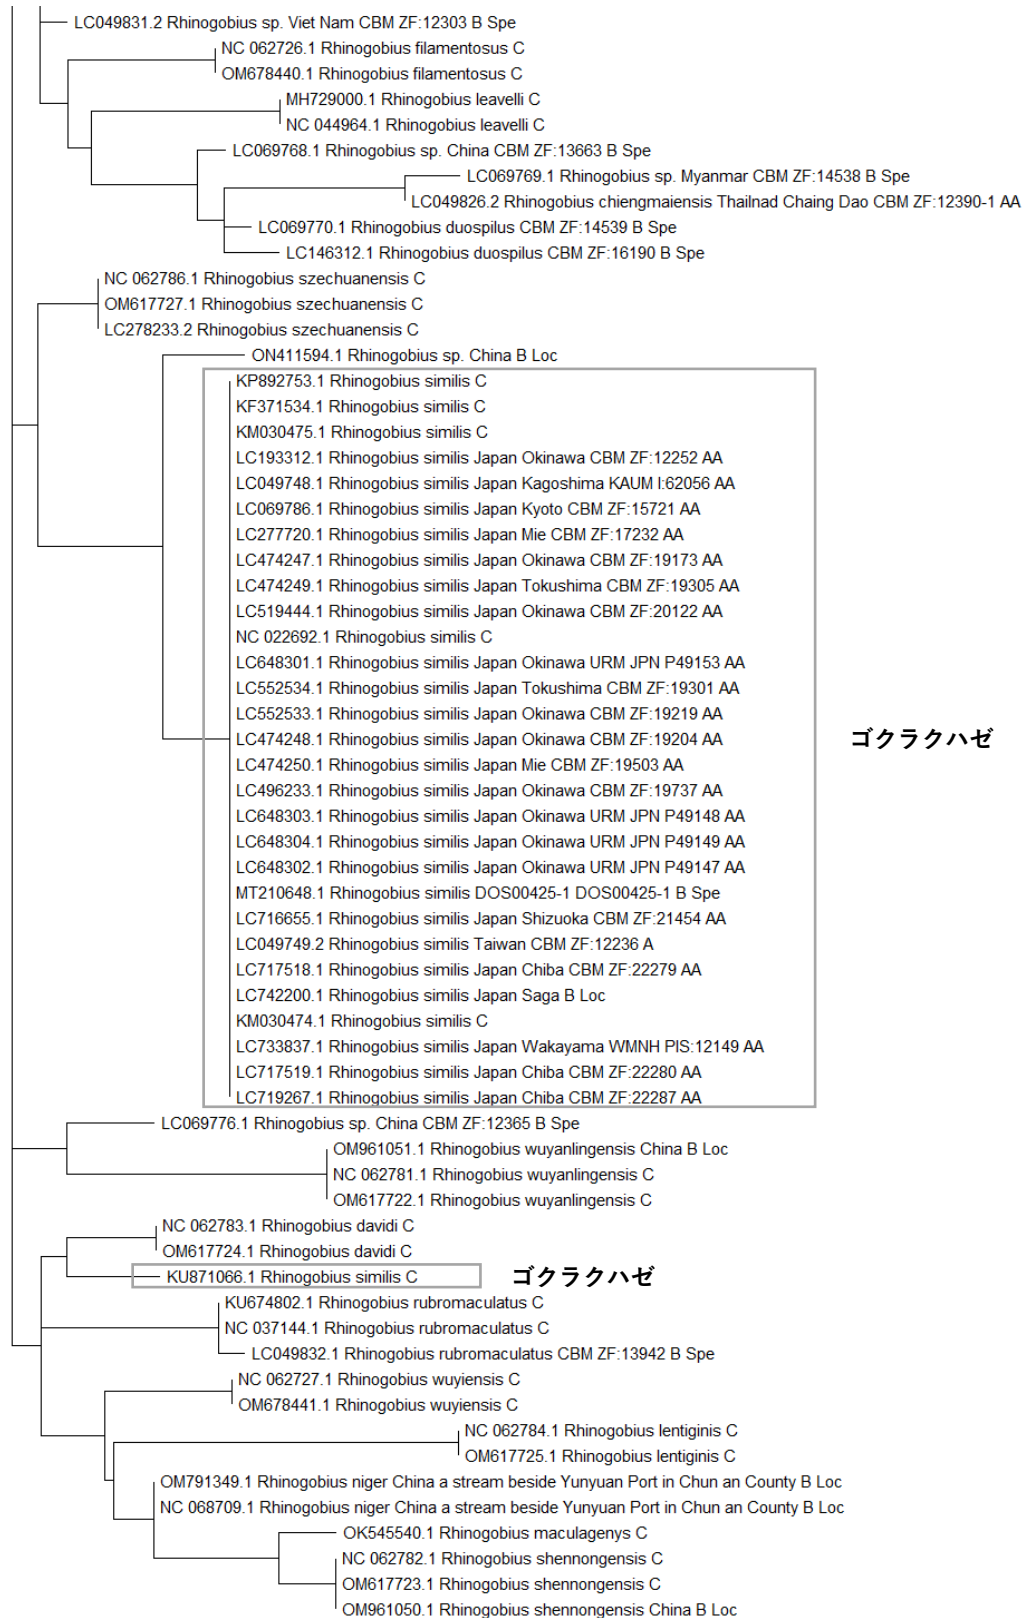 LC049831.2 Rhinogobius sp. Viet Nam CBM ZF:12303 B Spe
NC 062726.1 Rhinogobius filamentosus C
OM678440.1 Rhinogobius filamentosus C
MH729000.1 Rhinogobius leavelli C
NC 044964.1 Rhinogobius leavelli C
LC069768.1 Rhinogobius sp. China CBM ZF:13663 B Spe
LC069769.1 Rhinogobius sp. Myanmar CBM ZF:14538 B Spe
LC049826.2 Rhinogobius chiengmaiensis Thailnad Chaing Dao CBM ZF:12390-1 AA
LC069770.1 Rhinogobius duospilus CBM ZF:14539 B Spe
LC146312.1 Rhinogobius duospilus CBM ZF:16190 B Spe
NC 062786.1 Rhinogobius szechuanensis C
OM617727.1 Rhinogobius szechuanensis C
LC278233.2 Rhinogobius szechuanensis C
ON411594.1 Rhinogobius sp. China B Loc
KP892753.1 Rhinogobius similis C
KF371534.1 Rhinogobius similis C
KM030475.1 Rhinogobius similis C
LC193312.1 Rhinogobius similis Japan Okinawa CBM ZF:12252 AA
LC049748.1 Rhinogobius similis Japan Kagoshima KAUM I:62056 AA
LC069786.1 Rhinogobius similis Japan Kyoto CBM ZF:15721 AA
LC277720.1 Rhinogobius similis Japan Mie CBM ZF:17232 AA
LC474247.1 Rhinogobius similis Japan Okinawa CBM ZF:19173 AA
LC474249.1 Rhinogobius similis Japan Tokushima CBM ZF:19305 AA
LC519444.1 Rhinogobius similis Japan Okinawa CBM ZF:20122 AA
NC 022692.1 Rhinogobius similis C
LC648301.1 Rhinogobius similis Japan Okinawa URM JPN P49153 AA
LC552534.1 Rhinogobius similis Japan Tokushima CBM ZF:19301 AA
LC552533.1 Rhinogobius similis Japan Okinawa CBM ZF:19219 AA
LC474248.1 Rhinogobius similis Japan Okinawa CBM ZF:19204 AA
ゴクラクハゼ
LC474250.1 Rhinogobius similis Japan Mie CBM ZF:19503 AA
LC496233.1 Rhinogobius similis Japan Okinawa CBM ZF:19737 AA
LC648303.1 Rhinogobius similis Japan Okinawa URM JPN P49148 AA
LC648304.1 Rhinogobius similis Japan Okinawa URM JPN P49149 AA
LC648302.1 Rhinogobius similis Japan Okinawa URM JPN P49147 AA
MT210648.1 Rhinogobius similis DOS00425-1 DOS00425-1 B Spe
LC716655.1 Rhinogobius similis Japan Shizuoka CBM ZF:21454 AA
LC049749.2 Rhinogobius similis Taiwan CBM ZF:12236 A
LC717518.1 Rhinogobius similis Japan Chiba CBM ZF:22279 AA
LC742200.1 Rhinogobius similis Japan Saga B Loc
KM030474.1 Rhinogobius similis C
LC733837.1 Rhinogobius similis Japan Wakayama WMNH PIS:12149 AA
LC717519.1 Rhinogobius similis Japan Chiba CBM ZF:22280 AA
LC719267.1 Rhinogobius similis Japan Chiba CBM ZF:22287 AA
LC069776.1 Rhinogobius sp. China CBM ZF:12365 B Spe
OM961051.1 Rhinogobius wuyanlingensis China B Loc
NC 062781.1 Rhinogobius wuyanlingensis C
OM617722.1 Rhinogobius wuyanlingensis C
NC 062783.1 Rhinogobius davidi C
OM617724.1 Rhinogobius davidi C
KU871066.1 Rhinogobius similis C
ゴクラクハゼ
KU674802.1 Rhinogobius rubromaculatus C
NC 037144.1 Rhinogobius rubromaculatus C
LC049832.1 Rhinogobius rubromaculatus CBM ZF:13942 B Spe
NC 062727.1 Rhinogobius wuyiensis C
OM678441.1 Rhinogobius wuyiensis C
NC 062784.1 Rhinogobius lentiginis C
OM617725.1 Rhinogobius lentiginis C
OM791349.1 Rhinogobius niger China a stream beside Yunyuan Port in Chun an County B Loc
NC 068709.1 Rhinogobius niger China a stream beside Yunyuan Port in Chun an County B Loc
OK545540.1 Rhinogobius maculagenys C
NC 062782.1 Rhinogobius shennongensis C
OM617723.1 Rhinogobius shennongensis C
OM961050.1 Rhinogobius shennongensis China B Loc